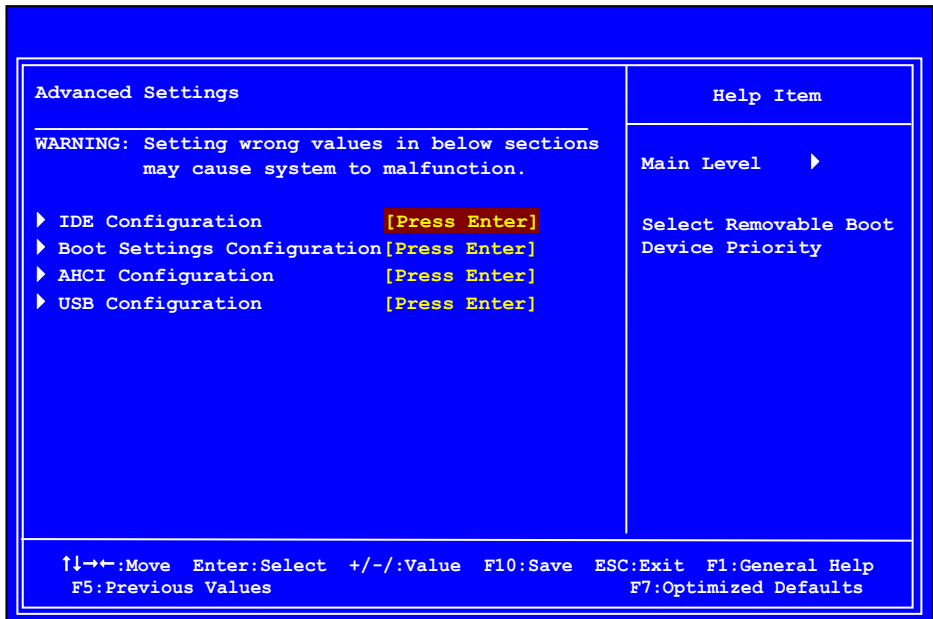 Advanced Settings
WARNING: Setting wrong values in below sections
may cause system to malfunction.
IDE Configuration [Press Enter]
Boot Settings Configuration[Press Enter]
AHCI Configuration [Press Enter]
USB Configuration [Press Enter]
Help Item
Main Level
Select Removable Boot
Device Priority
↑↓→←:Move Enter:Select +/-/:Value F10:Save ESC:Exit F1:General Help
F5:Previous Values F7:Optimized Defaults